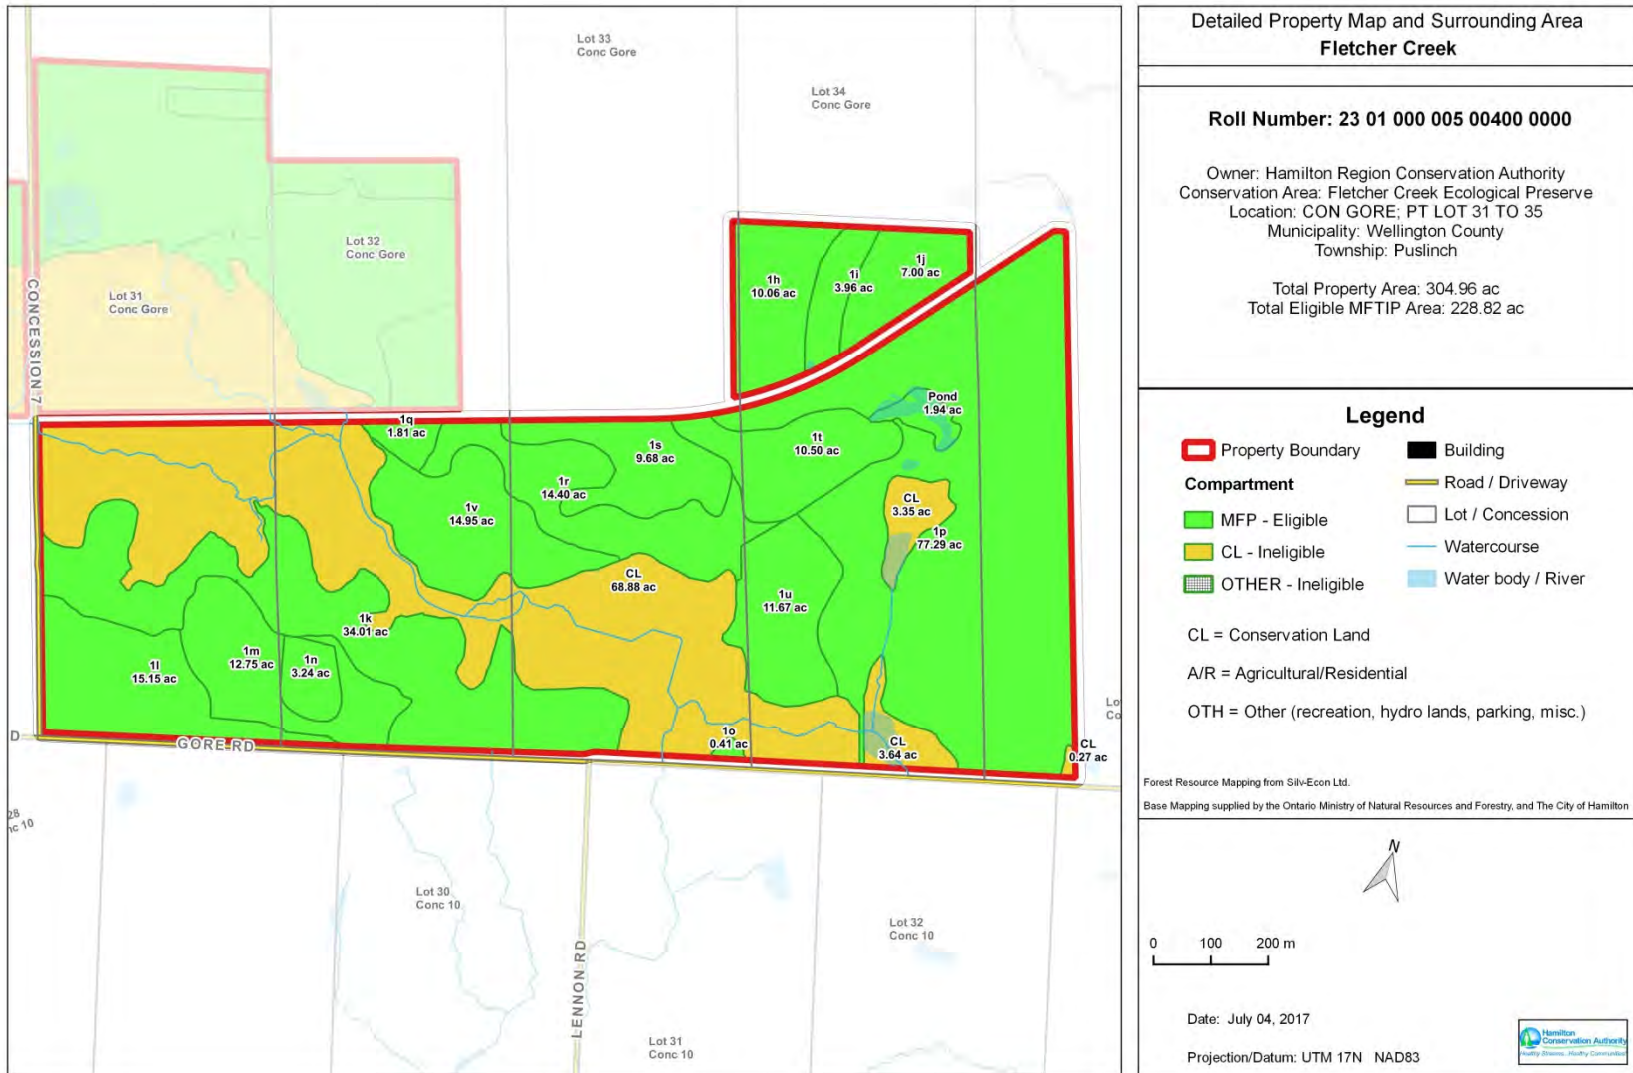 Lot 33
Conc Gore
Lot 34
Conc Gore
Lot 32
Conc Gore
Lot 31
Conc Gore
CONCESSION 7
1h
10.06 ac
1i
3.96 ac
1j
7.00 ac
Pond
1.94 ac
1q
1.81 ac
1s
9.68 ac
1t
10.50 ac
1r
14.40 ac
1v
14.95 ac
CL
3.35 ac
1p
77.29 ac
CL
68.88 ac
1u
11.67 ac
1k
34.01 ac
1m
12.75 ac
1n
3.24 ac
1l
15.15 ac
1o
0.41 ac
CL
3.64 ac
CL
0.27 ac
Lo
Co
D
GORE RD
28
nc 10
Lot 30
Conc 10
LENNON RD
Lot 32
Conc 10
Lot 31
Conc 10
Detailed Property Map and Surrounding Area
Fletcher Creek
Roll Number: 23 01 000 005 00400 0000
Owner: Hamilton Region Conservation Authority
Conservation Area: Fletcher Creek Ecological Preserve
Location: CON GORE; PT LOT 31 TO 35
Municipality: Wellington County
Township: Puslinch
Total Property Area: 304.96 ac
Total Eligible MFTIP Area: 228.82 ac
Legend
Property Boundary
Compartment
MFP - Eligible
CL - Ineligible
OTHER - Ineligible
Building
Road / Driveway
Lot / Concession
Watercourse
Water body / River
CL = Conservation Land
A/R = Agricultural/Residential
OTH = Other (recreation, hydro lands, parking, misc.)
Forest Resource Mapping from Silv-Econ Ltd.
Base Mapping supplied by the Ontario Ministry of Natural Resources and Forestry, and The City of Hamilton
N
0 100 200 m
Date: July 04, 2017
Projection/Datum: UTM 17N NAD83
Hamilton
Conservation Authority
Healthy Streams...Healthy Communities!